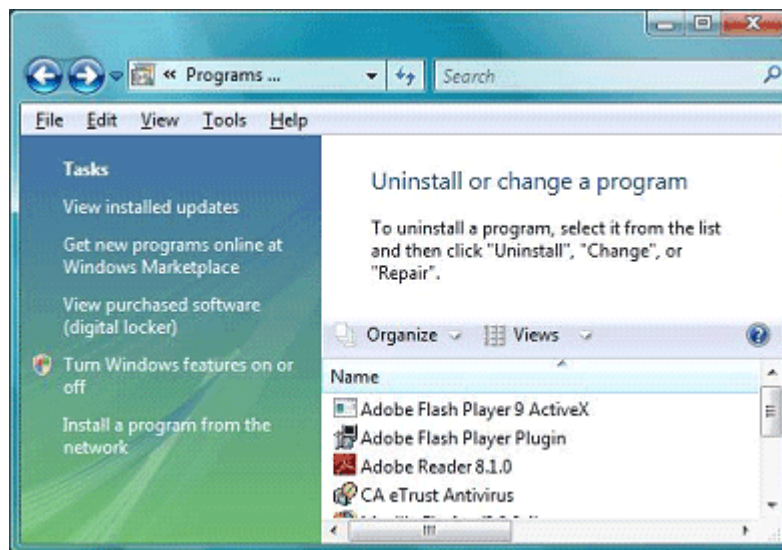 « Programs ...
Search
File Edit View Tools Help
Tasks
View installed updates
Get new programs online at
Windows Marketplace
View purchased software
(digital locker)
Turn Windows features on or
off
Install a program from the
network
Uninstall or change a program
To uninstall a program, select it from the list
and then click "Uninstall", "Change", or
"Repair".
Organize Views
Name
Adobe Flash Player 9 ActiveX
Adobe Flash Player Plugin
Adobe Reader 8.1.0
CA eTrust Antivirus